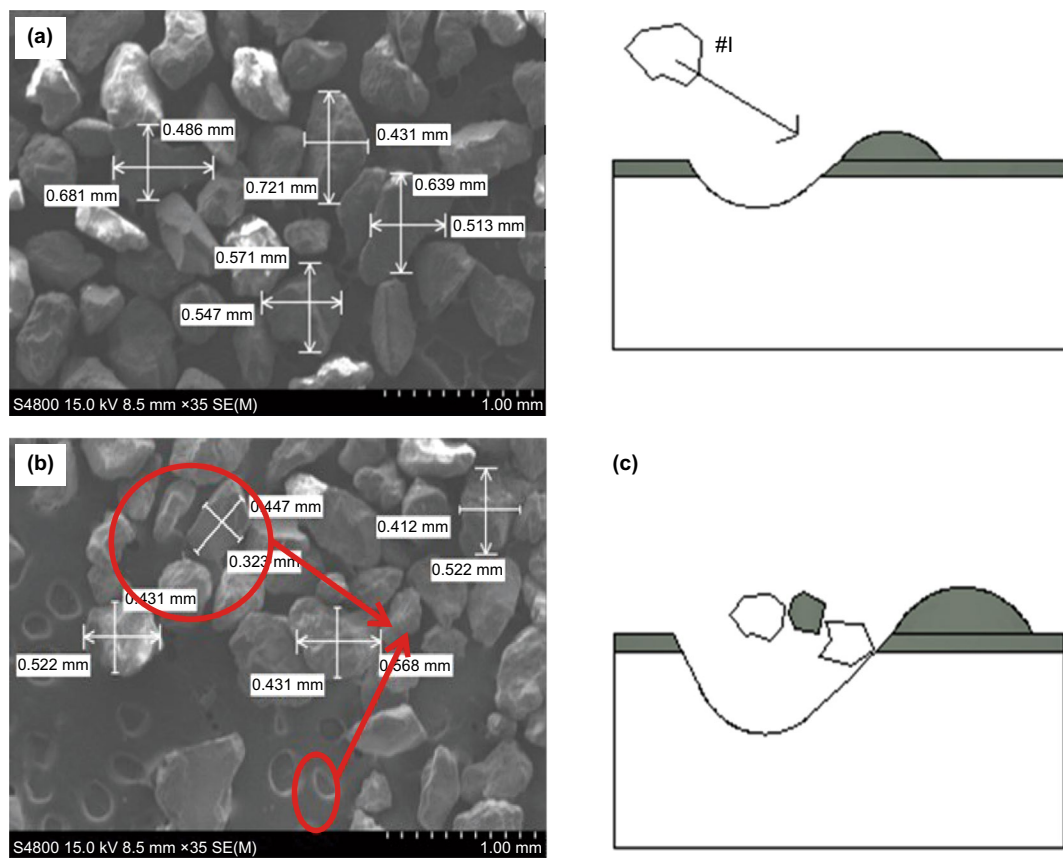 (a)
0.486 mm
0.431 mm
0.681 mm
0.721 mm
0.639 mm
0.513 mm
0.571 mm
0.547 mm
S4800 15.0 kV 8.5 mm ×35 SE(M)
1.00 mm
#I
(b)
0.447 mm
0.412 mm
0.323 mm
0.522 mm
0.431 mm
0.522 mm
0.568 mm
0.431 mm
S4800 15.0 kV 8.5 mm ×35 SE(M)
1.00 mm
(c)